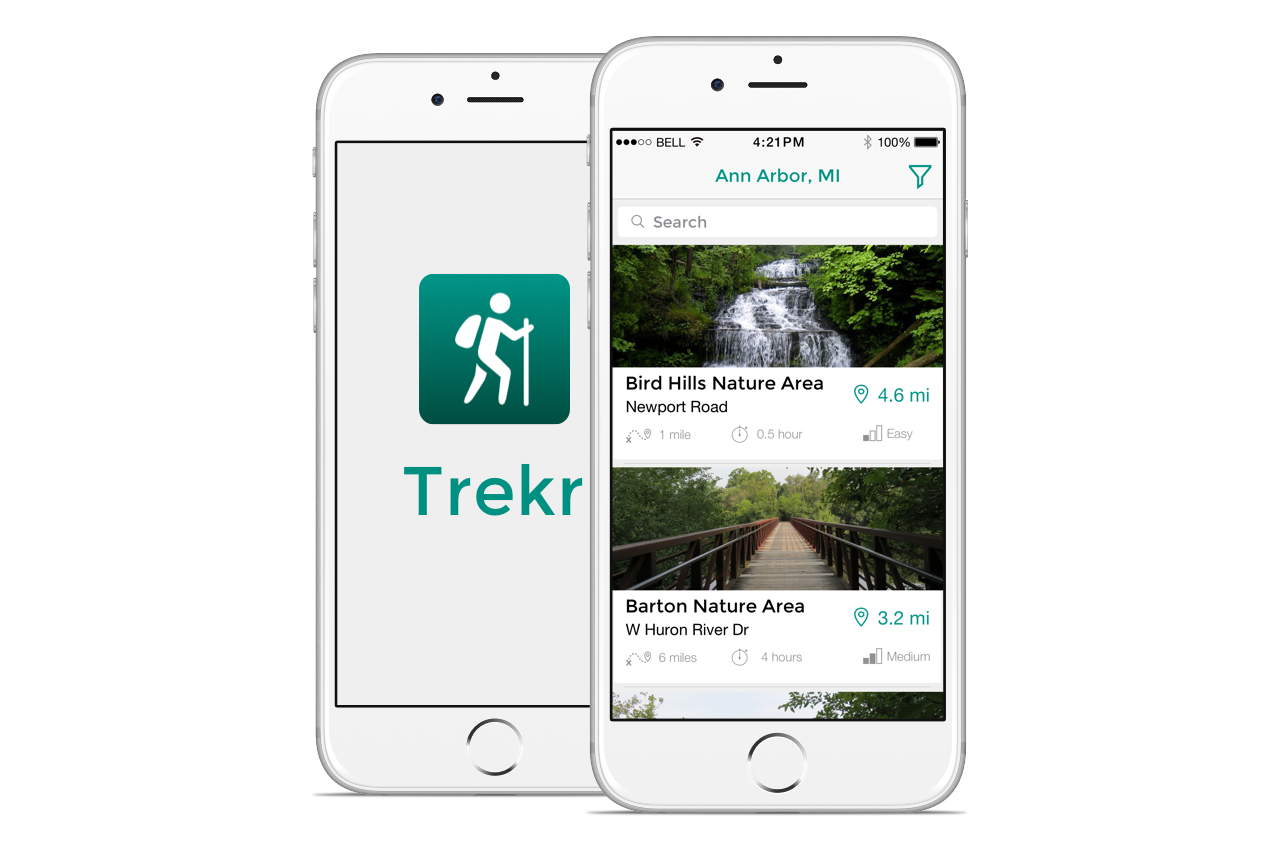 Trekr
BELL 4:21PM 100%
Ann Arbor, MI
Search
Bird Hills Nature Area
Newport Road
4.6 mi
1 mile 0.5 hour Easy
Barton Nature Area
W Huron River Dr
3.2 mi
6 miles 4 hours Medium